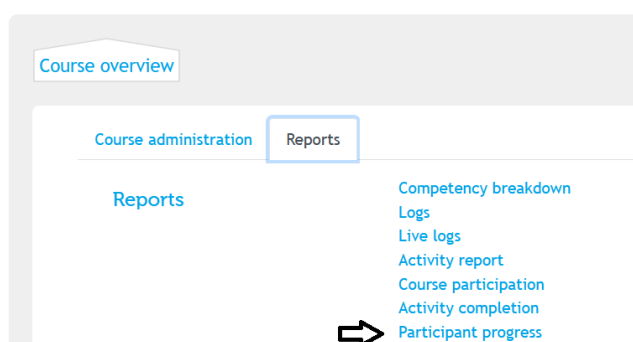 Course overview
Course administration
Reports
Reports
Competency breakdown
Logs
Live logs
Activity report
Course participation
Activity completion
Participant progress